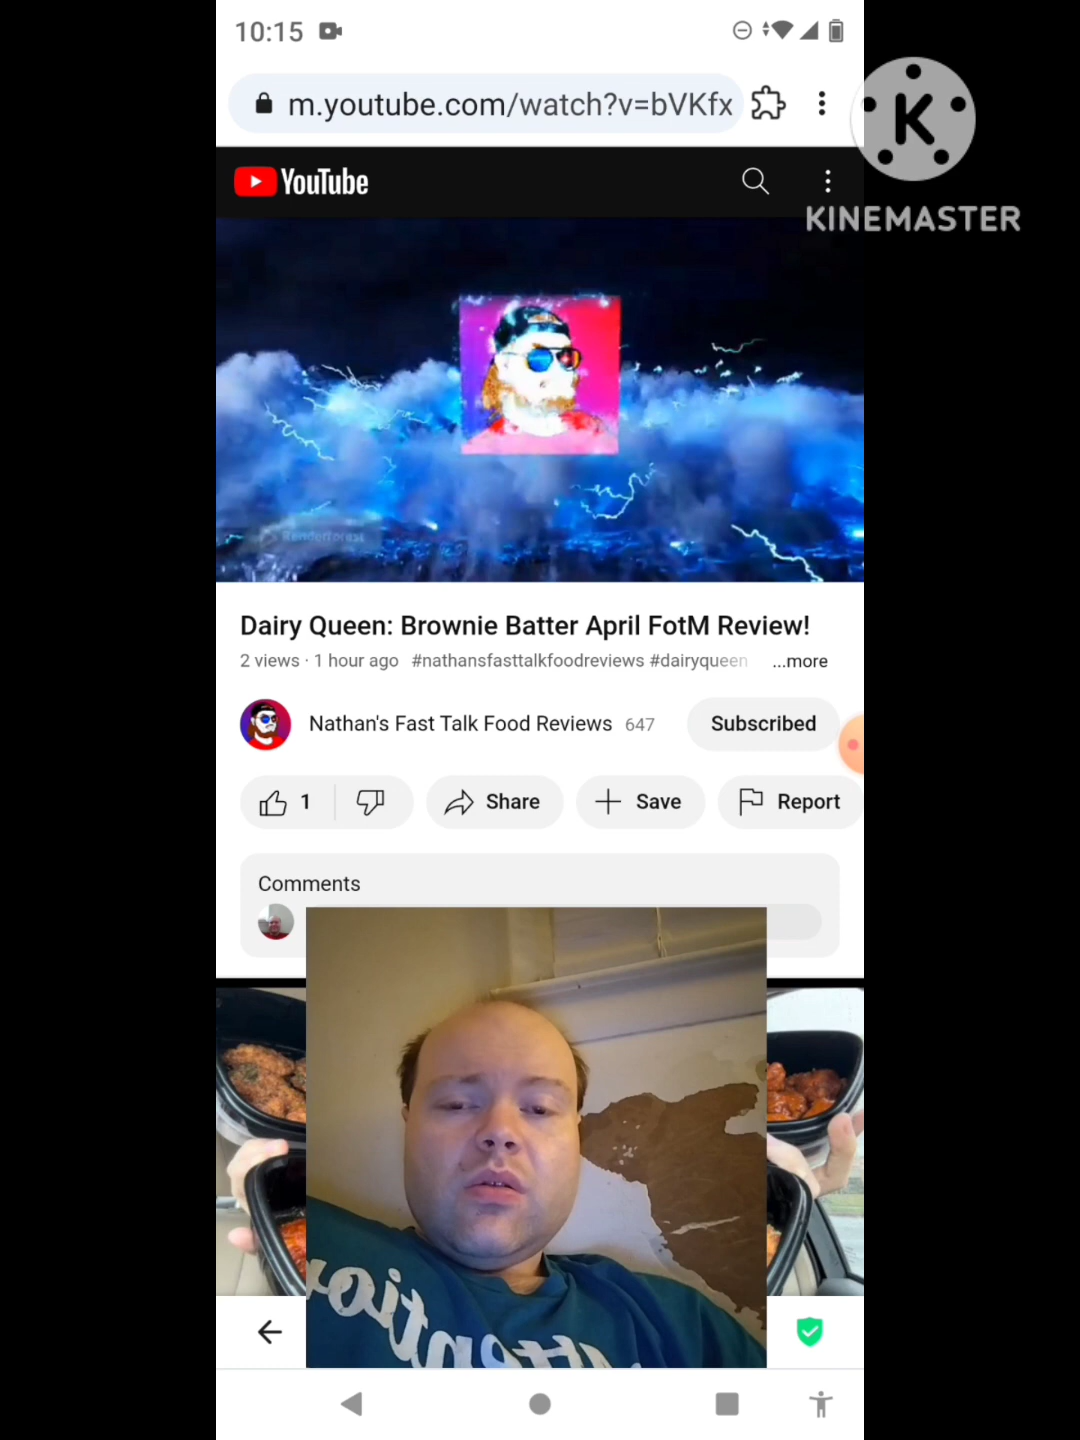 10:15
m.youtube.com/watch?v=bVKfx
K
KINEMASTER
YouTube
Renderforest
Dairy Queen: Brownie Batter April FotM Review!
2 views · 1 hour ago #nathansfasttalkfoodreviews #dairyqueen ...more
Nathan's Fast Talk Food Reviews 647 Subscribed
1 Share Save Report
Comments